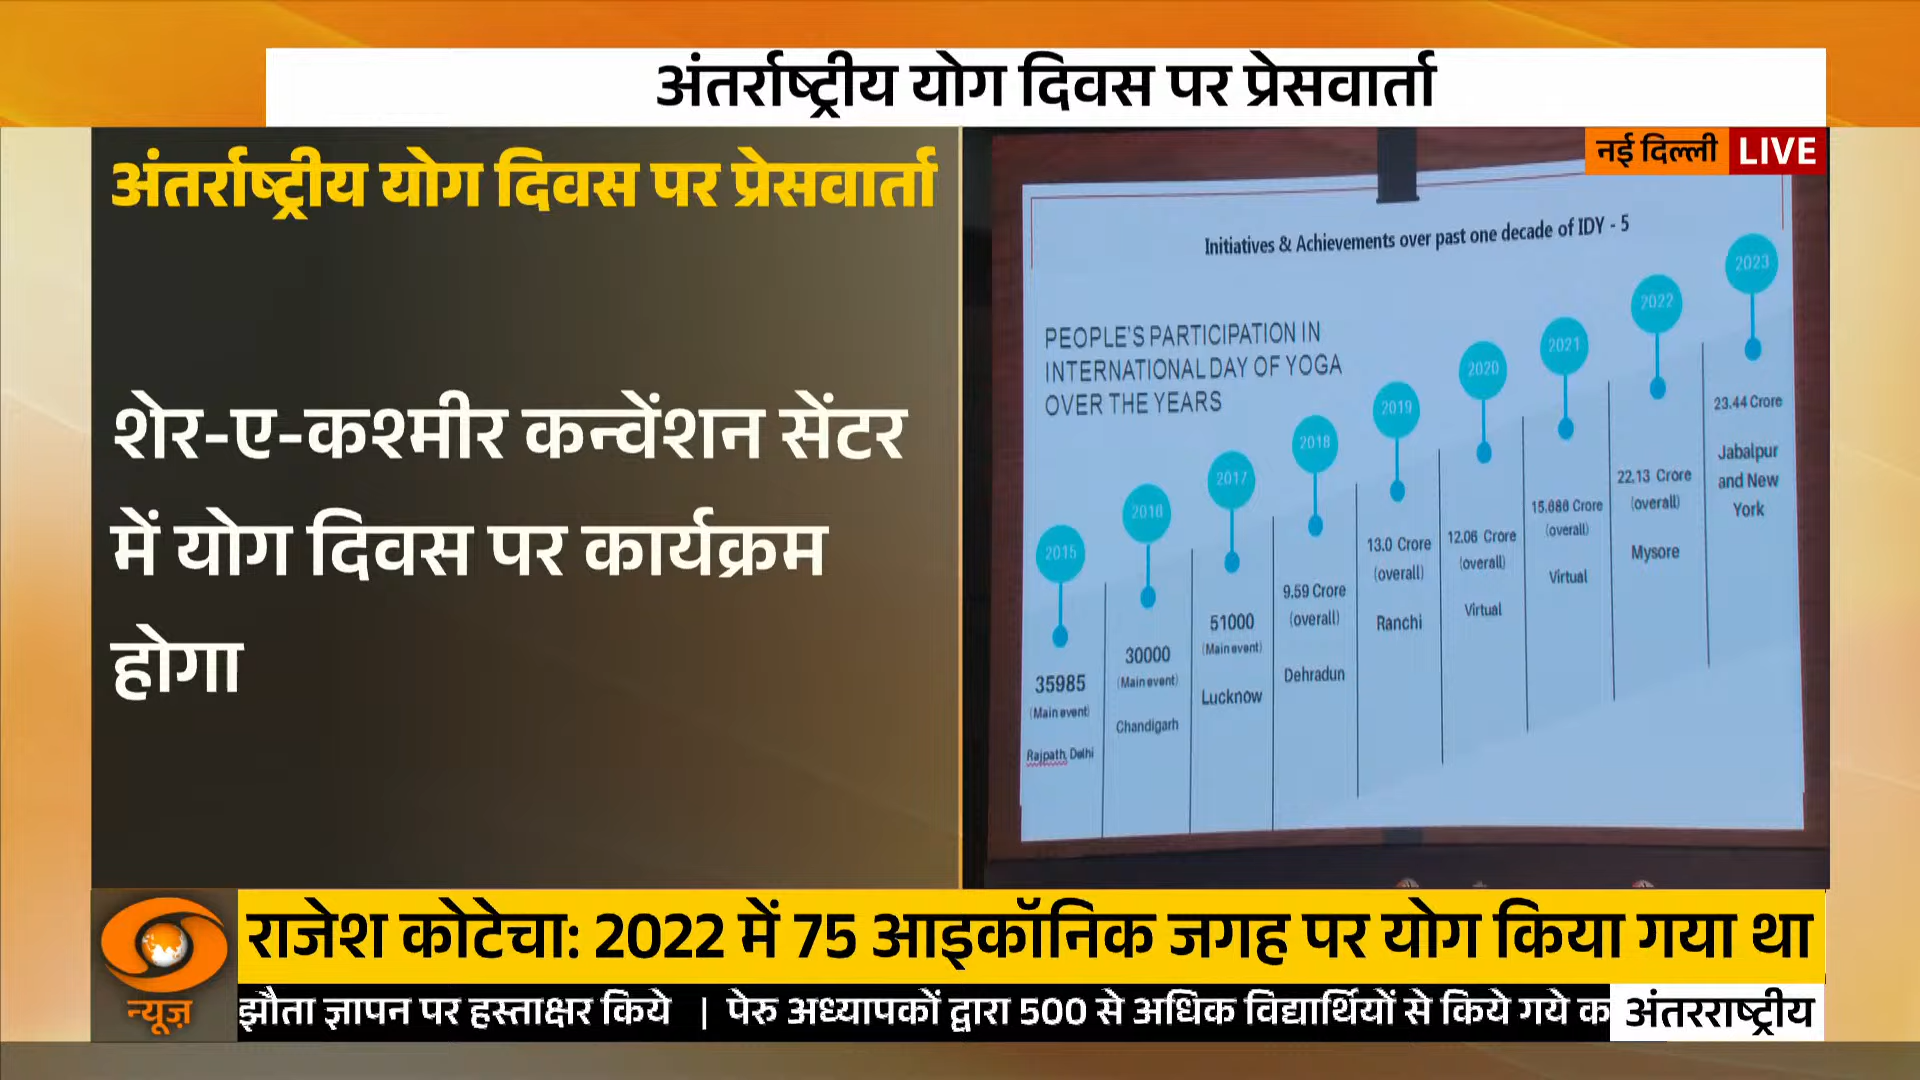 अंतर्राष्ट्रीय योग दिवस पर प्रेसवार्ता
अंतर्राष्ट्रीय योग दिवस पर प्रेसवार्ता
शेर-ए-कश्मीर कन्वेंशन सेंटर
में योग दिवस पर कार्यक्रम
होगा
नई दिल्ली LIVE
Initiatives & Achievements over past one decade of IDY - 5
PEOPLE'S PARTICIPATION IN
INTERNATIONAL DAY OF YOGA
OVER THE YEARS
2015
35985
(Main event)
Rajpath, Delhi
2016
30000
(Main event)
Chandigarh
2017
51000
(Main event)
Lucknow
2018
9.59 Crore
(overall)
Dehradun
2019
13.0 Crore
(overall)
Ranchi
2020
12.06 Crore
(overall)
Virtual
2021
15.686 Crore
(overall)
Virtual
2022
22.13 Crore
(overall)
Mysore
2023
23.44 Crore
Jabalpur
and New
York
न्यूज़
राजेश कोटेचा: 2022 में 75 आइकॉनिक जगह पर योग किया गया था
झौता ज्ञापन पर हस्ताक्षर किये | पेरु अध्यापकों द्वारा 500 से अधिक विद्यार्थियों से किये गये क
अंतरराष्ट्रीय